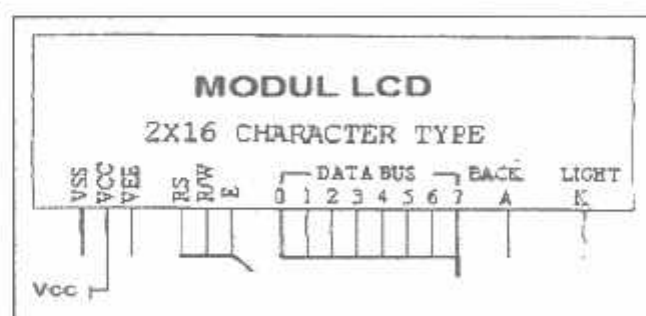 MODUL LCD
2X16 CHARACTER TYPE
VSS VCC VEE RS R/W E DATA BUS BACK LIGHT
0 1 2 3 4 5 6 7 A K
Vcc